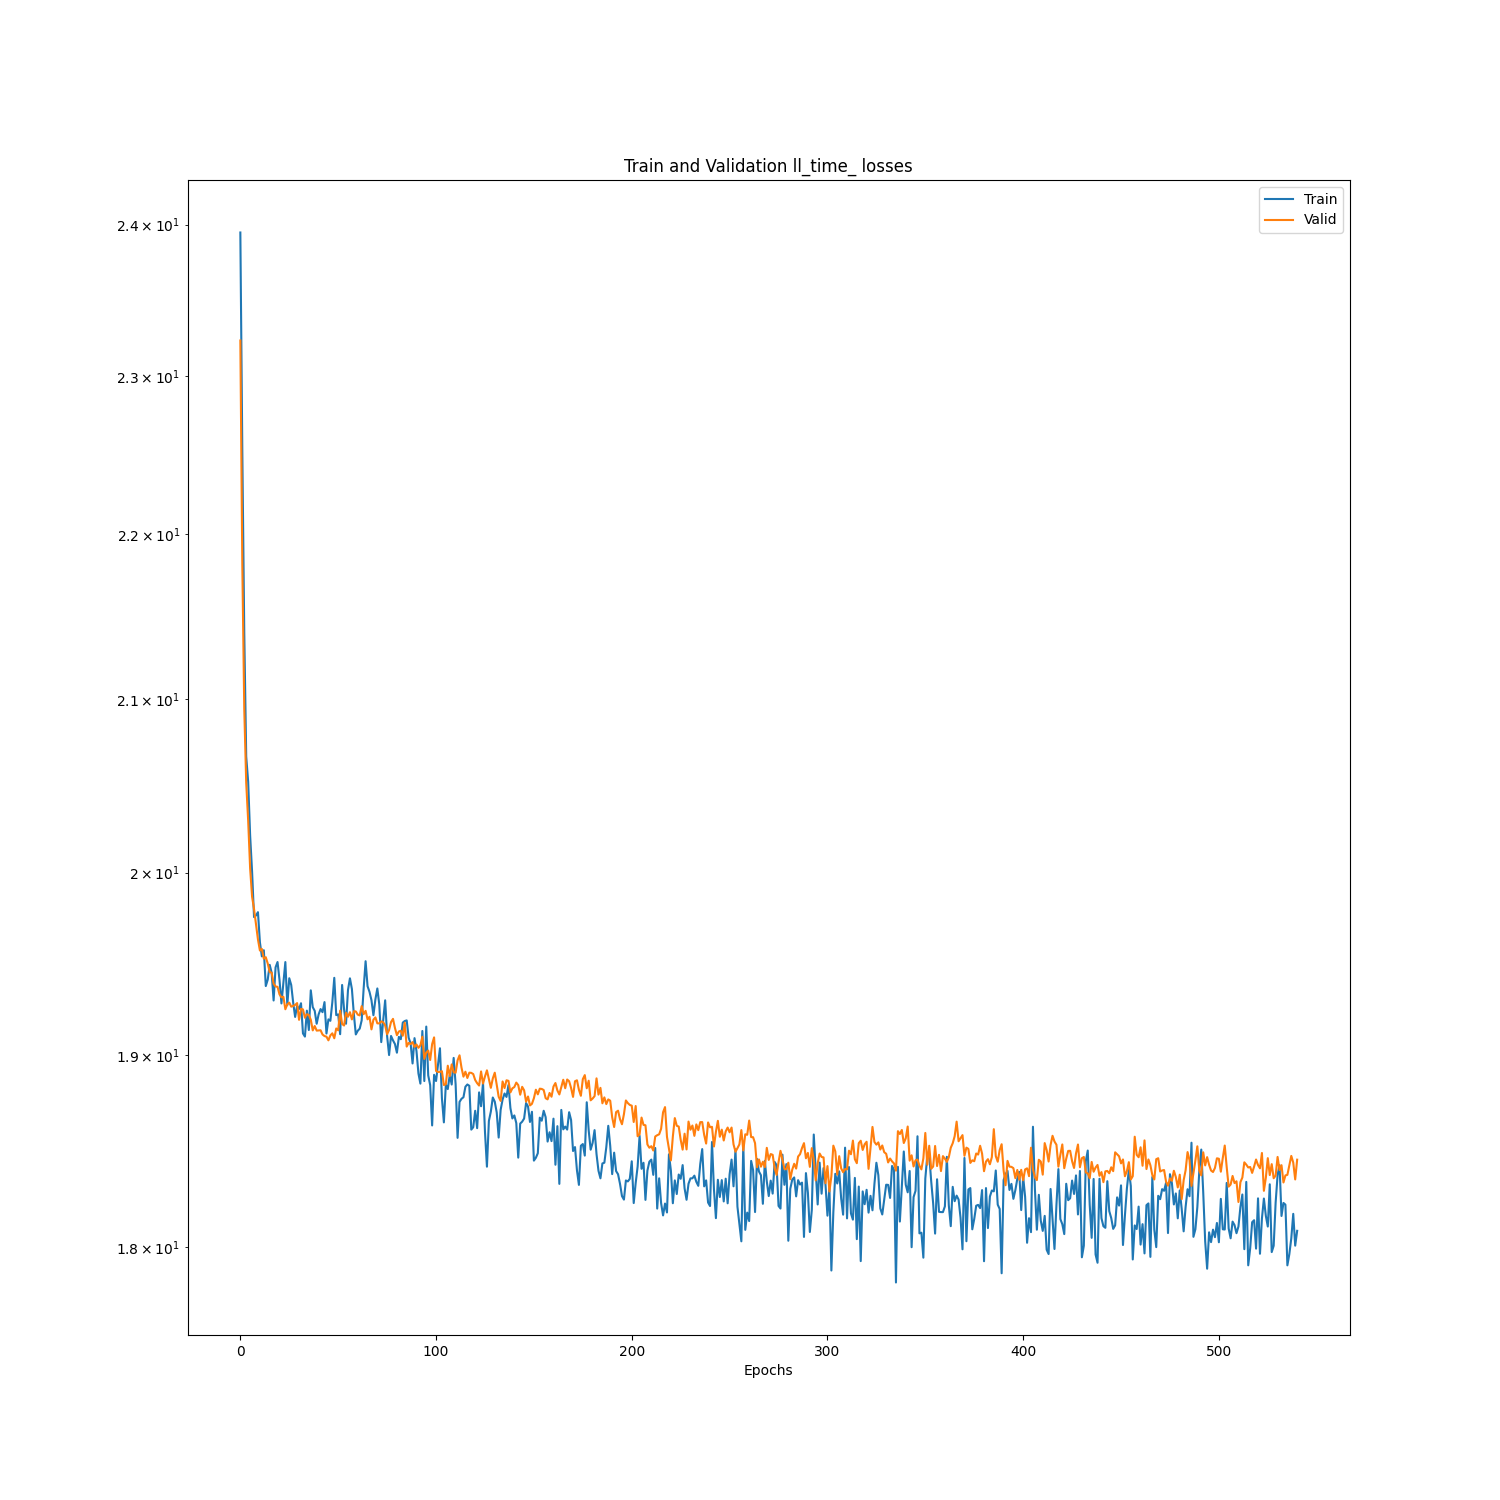 Train and Validation ll_time_ losses
Train
Valid
2.4 × 10¹
2.3 × 10¹
2.2 × 10¹
2.1 × 10¹
2 × 10¹
1.9 × 10¹
1.8 × 10¹
0 100 200 300 400 500
Epochs